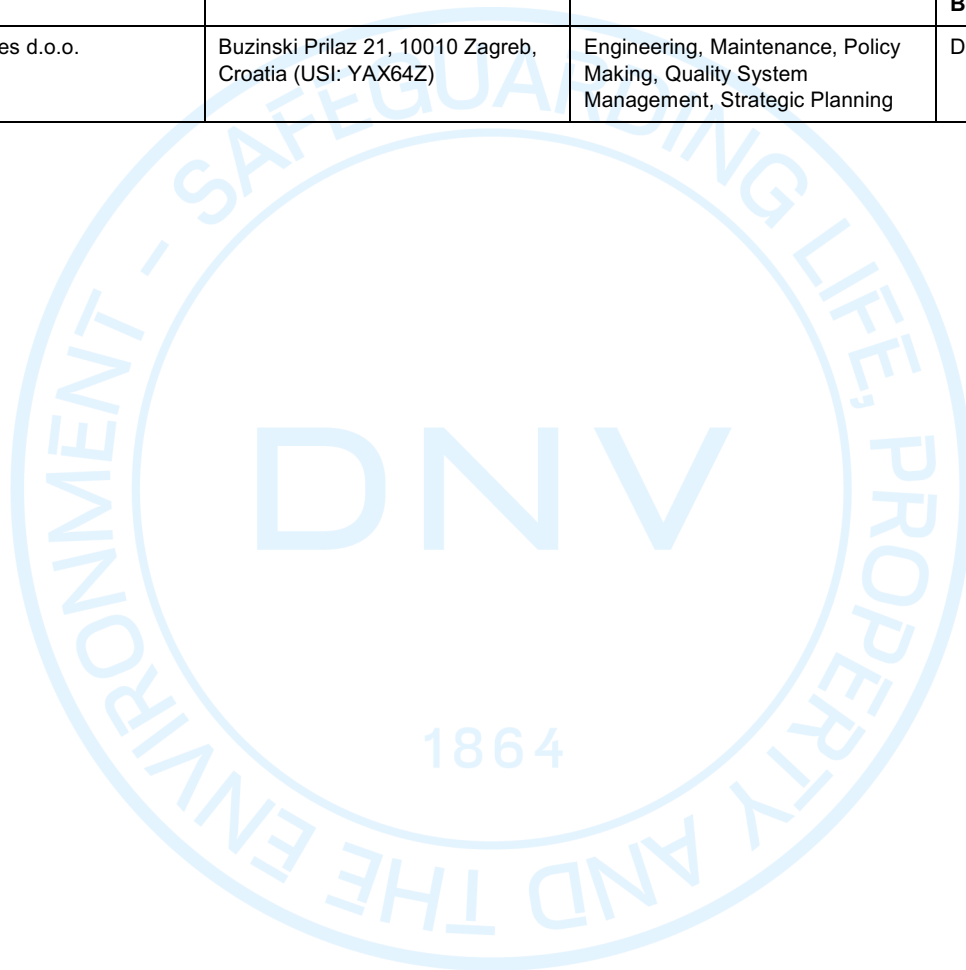 B
es d.o.o.
Buzinski Prilaz 21, 10010 Zagreb,
Croatia (USI: YAX64Z)
Engineering, Maintenance, Policy
Making, Quality System
Management, Strategic Planning
D
SAFEGUARDING LIFE, PROPERTY AND THE ENVIRONMENT –
DNV
1864